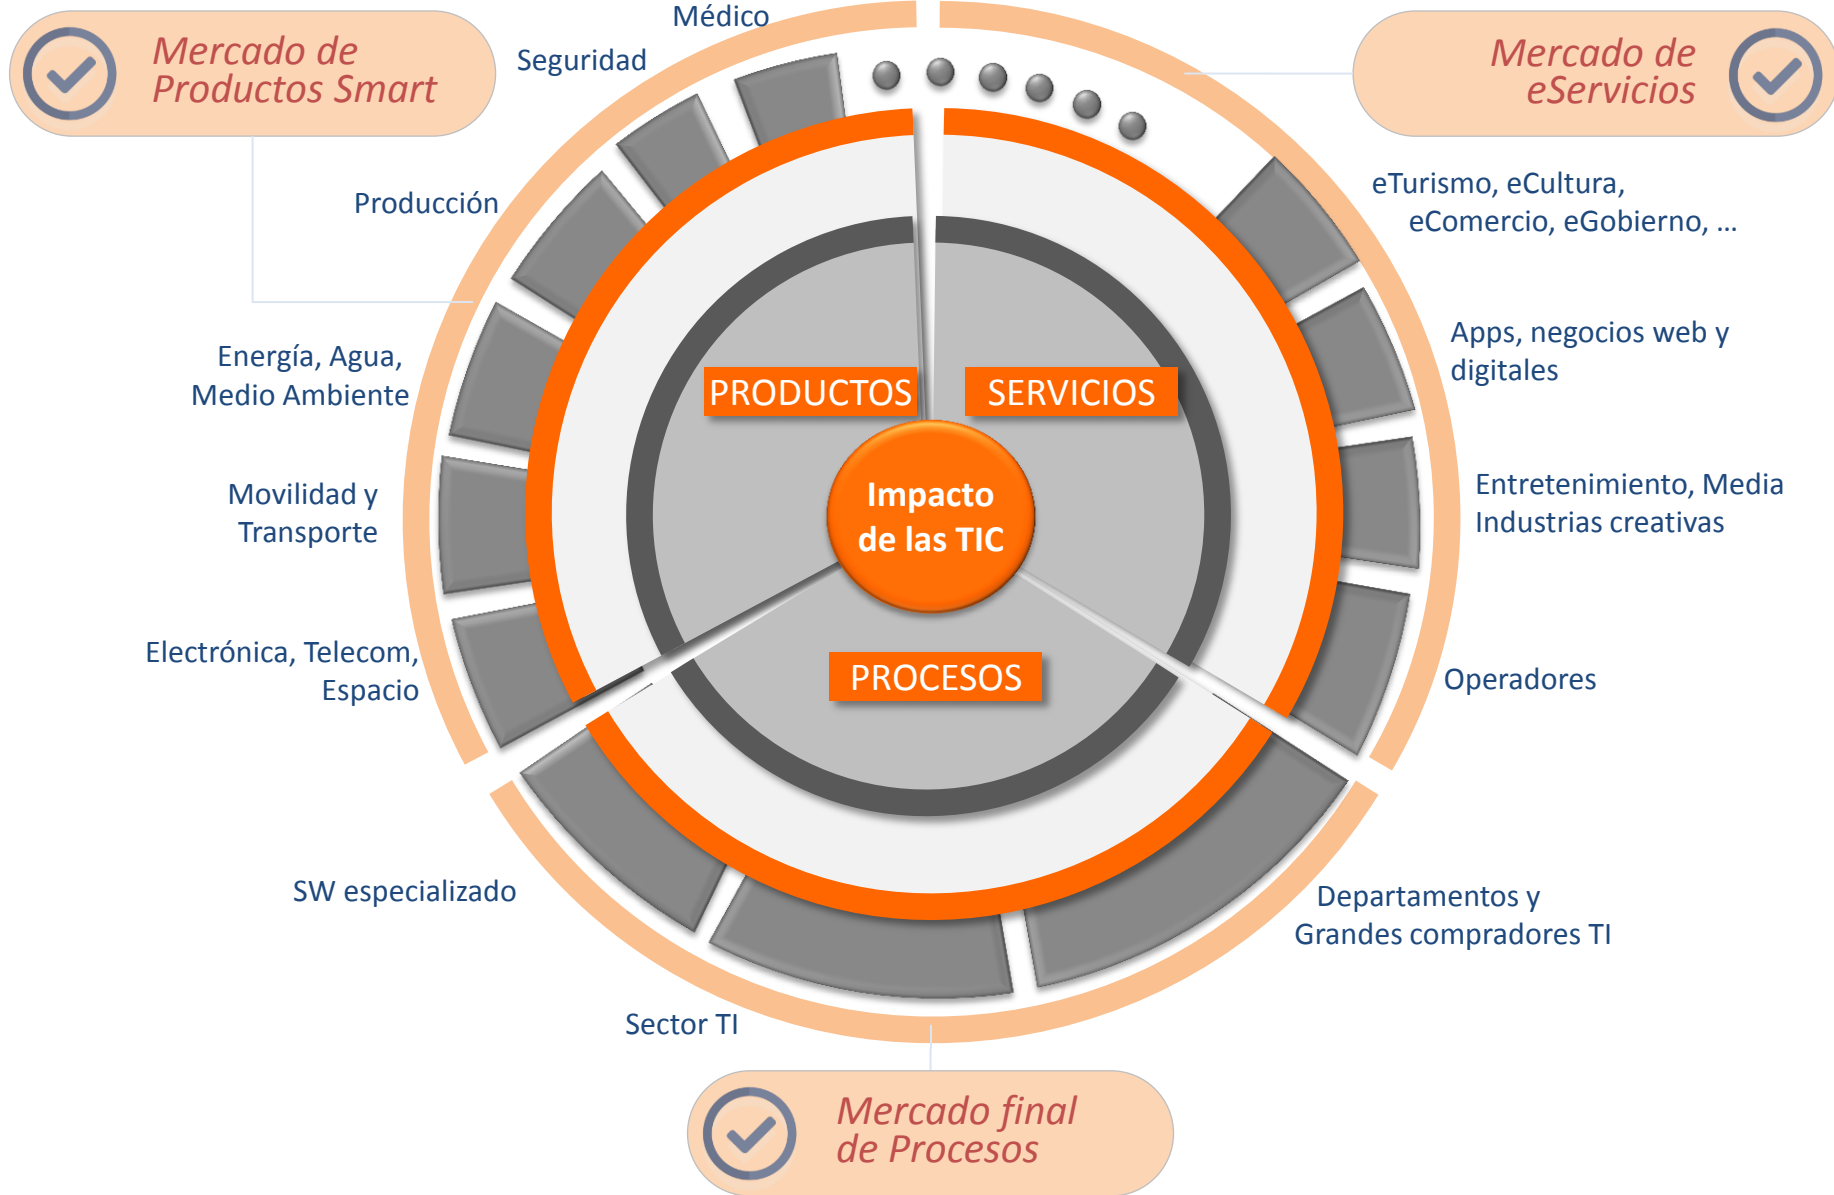 Mercado de
Productos Smart
Médico
Seguridad
Producción
Energía, Agua,
Medio Ambiente
Movilidad y
Transporte
Electrónica, Telecom,
Espacio
Mercado de
eServicios
eTurismo, eCultura,
eComercio, eGobierno, ...
Apps, negocios web y
digitales
Entretenimiento, Media
Industrias creativas
Operadores
PRODUCTOS
SERVICIOS
Impacto
de las TIC
PROCESOS
SW especializado
Sector TI
Departamentos y
Grandes compradores TI
Mercado final
de Procesos